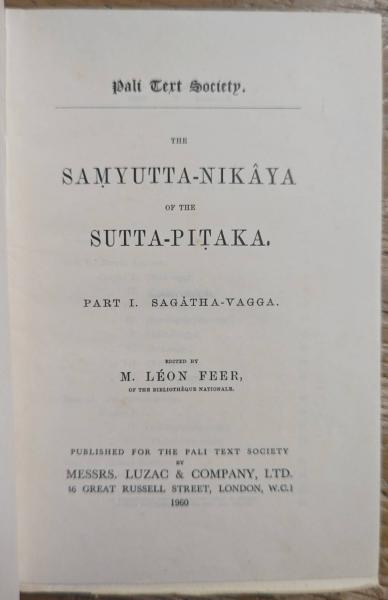 Pali Text Society.
THE
SAṂYUTTA-NIKÂYA
OF THE
SUTTA-PIṬAKA.
PART I. SAGÂTHA-VAGGA.
EDITED BY
M. LÉON FEER,
OF THE BIBLIOTHÈQUE NATIONALE.
PUBLISHED FOR THE PALI TEXT SOCIETY
BY
MESSRS. LUZAC & COMPANY, LTD.
46 GREAT RUSSELL STREET, LONDON, W.C.1
1960